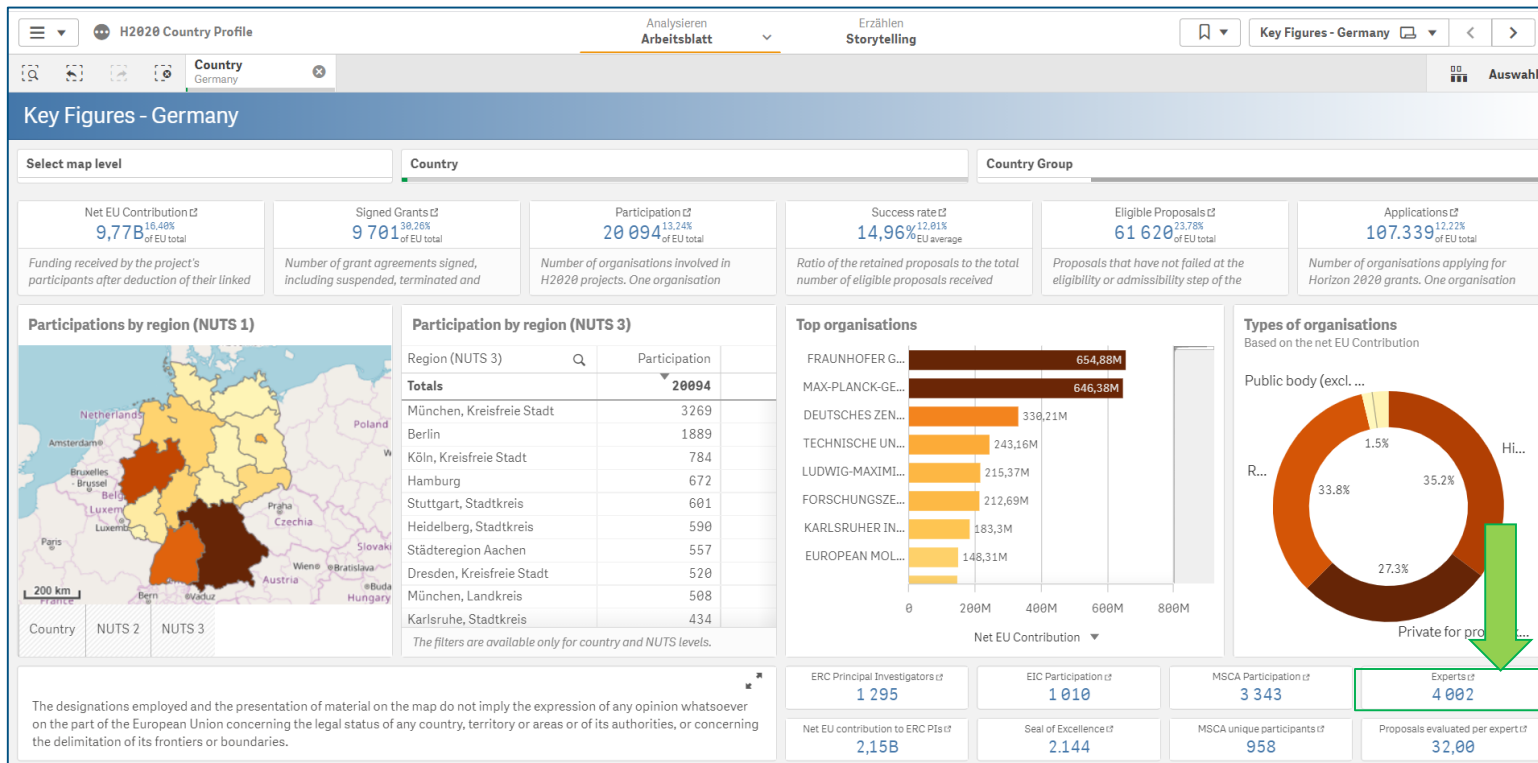 H2020 Country Profile
Analysieren
Arbeitsblatt
Erzählen
Storytelling
Key Figures - Germany
Country
Germany
Auswahl
Key Figures - Germany
Select map level
Country
Country Group
Net EU Contribution
9,77B 16,40% of EU total
Funding received by the project's
participants after deduction of their linked
Signed Grants
9 701 30,26% of EU total
Number of grant agreements signed,
including suspended, terminated and
Participation
20 094 13,24% of EU total
Number of organisations involved in
H2020 projects. One organisation
Success rate
14,96% 12,01% EU average
Ratio of the retained proposals to the total
number of eligible proposals received
Eligible Proposals
61 620 23,78% of EU total
Proposals that have not failed at the
eligibility or admissibility step of the
Applications
107.339 12,22% of EU total
Number of organisations applying for
Horizon 2020 grants. One organisation
Participations by region (NUTS 1)
Netherlands
Amsterdam
Bruxelles
- Brussel
Belg
Luxem
Luxemb
Paris
France
Bern
Vaduz
Poland
W
Praha
Czechia
Slovaki
Wien
Bratislava
Austria
Buda
Hungary
200 km
Country
NUTS 2
NUTS 3
Participation by region (NUTS 3)
Region (NUTS 3) Participation
Totals 20094
München, Kreisfreie Stadt 3269
Berlin 1889
Köln, Kreisfreie Stadt 784
Hamburg 672
Stuttgart, Stadtkreis 601
Heidelberg, Stadtkreis 590
Städteregion Aachen 557
Dresden, Kreisfreie Stadt 520
München, Landkreis 508
Karlsruhe, Stadtkreis 434
The filters are available only for country and NUTS levels.
Top organisations
FRAUNHOFER G... 654,88M
MAX-PLANCK-GE... 646,38M
DEUTSCHES ZEN... 330,21M
TECHNISCHE UN... 243,16M
LUDWIG-MAXIMI... 215,37M
FORSCHUNGSZE... 212,69M
KARLSRUHER IN... 183,3M
EUROPEAN MOL... 148,31M
0 200M 400M 600M 800M
Net EU Contribution
Types of organisations
Based on the net EU Contribution
Public body (excl. ...
1.5%
Hi...
R...
33.8%
35.2%
27.3%
Private for pro
The designations employed and the presentation of material on the map do not imply the expression of any opinion whatsoever
on the part of the European Union concerning the legal status of any country, territory or areas or of its authorities, or concerning
the delimitation of its frontiers or boundaries.
ERC Principal Investigators
1 295
EIC Participation
1 010
MSCA Participation
3 343
Experts
4 002
Net EU contribution to ERC PIs
2,15B
Seal of Excellence
2.144
MSCA unique participants
958
Proposals evaluated per expert
32,00